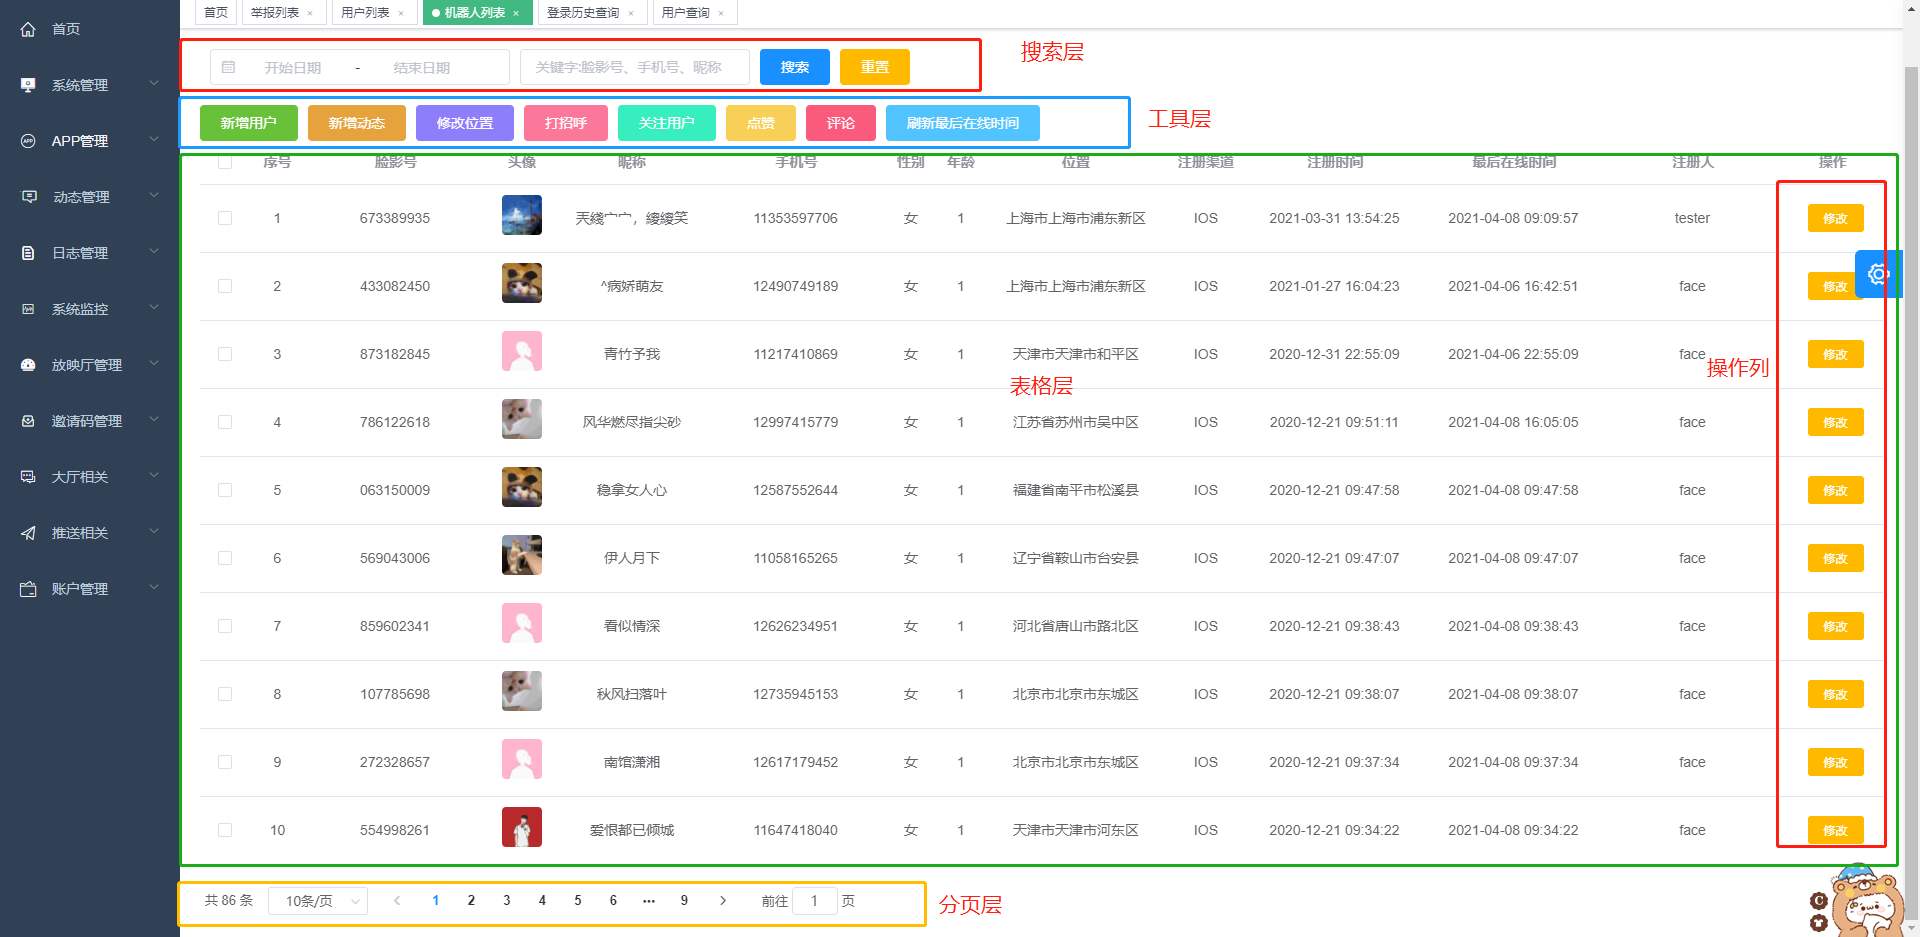 首页 举报列表 × 用户列表 × 机器人列表 × 登录历史查询 × 用户查询 ×
首页
系统管理
APP管理
动态管理
日志管理
系统监控
放映厅管理
邀请码管理
大厅相关
推送相关
账户管理
开始日期 - 结束日期 关键字:脸影号、手机号、昵称 搜索 重置 搜索层
新增用户 新增动态 修改位置 打招呼 关注用户 点赞 评论 刷新最后在线时间 工具层
序号 脸影号 头像 昵称 手机号 性别 年龄 位置 注册渠道 注册时间 最后在线时间 注册人 操作
1 673389935 11353597706 女 1 上海市上海市浦东新区 IOS 2021-03-31 13:54:25 2021-04-08 09:09:57 tester 修改
2 433082450 ^病娇萌友 12490749189 女 1 上海市上海市浦东新区 IOS 2021-01-27 16:04:23 2021-04-06 16:42:51 face 修改
3 873182845 青竹予我 11217410869 女 1 天津市天津市和平区 IOS 2020-12-31 22:55:09 2021-04-06 22:55:09 face 修改
表格层 操作列
4 786122618 风华燃尽指尖砂 12997415779 女 1 江苏省苏州市吴中区 IOS 2020-12-21 09:51:11 2021-04-08 16:05:05 face 修改
5 063150009 稳拿女人心 12587552644 女 1 福建省南平市松溪县 IOS 2020-12-21 09:47:58 2021-04-08 09:47:58 face 修改
6 569043006 伊人月下 11058165265 女 1 辽宁省鞍山市台安县 IOS 2020-12-21 09:47:07 2021-04-08 09:47:07 face 修改
7 859602341 看似情深 12626234951 女 1 河北省唐山市路北区 IOS 2020-12-21 09:38:43 2021-04-08 09:38:43 face 修改
8 107785698 秋风扫落叶 12735945153 女 1 北京市北京市东城区 IOS 2020-12-21 09:38:07 2021-04-08 09:38:07 face 修改
9 272328657 南馆潇湘 12617179452 女 1 北京市北京市东城区 IOS 2020-12-21 09:37:34 2021-04-08 09:37:34 face 修改
10 554998261 爱恨都已倾城 11647418040 女 1 天津市天津市河东区 IOS 2020-12-21 09:34:22 2021-04-08 09:34:22 face 修改
共 86 条 10条/页 1 2 3 4 5 6 ··· 9 前往 1 页 分页层